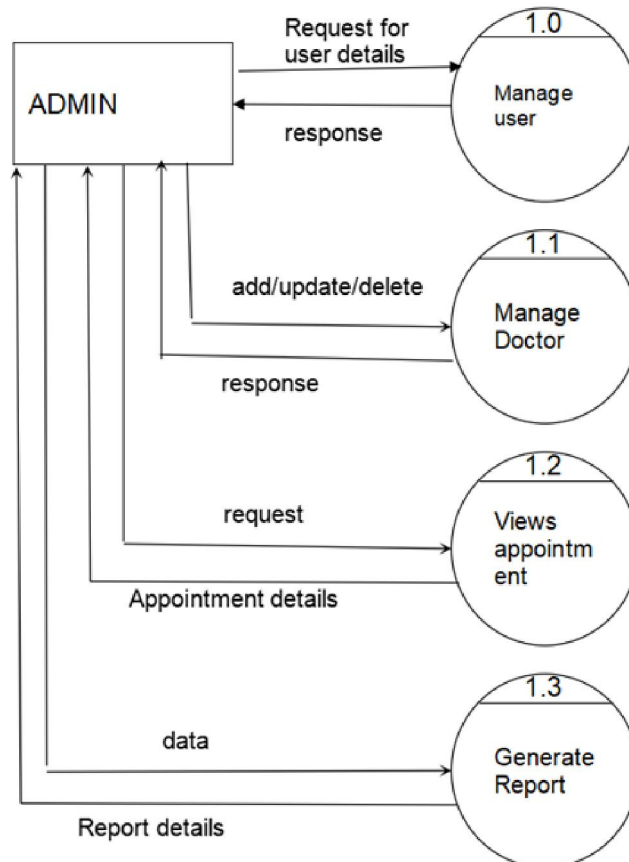 Request for
user details
1.0
ADMIN
Manage
user
response
1.1
add/update/delete
Manage
Doctor
response
1.2
request
Views
appointm
ent
Appointment details
1.3
data
Generate
Report
Report details